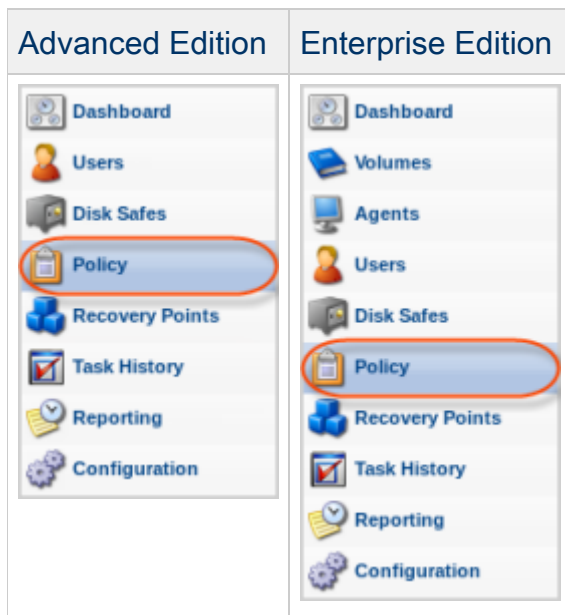 Advanced Edition
Enterprise Edition
Dashboard
Users
Disk Safes
Policy
Recovery Points
Task History
Reporting
Configuration
Dashboard
Volumes
Agents
Users
Disk Safes
Policy
Recovery Points
Task History
Reporting
Configuration